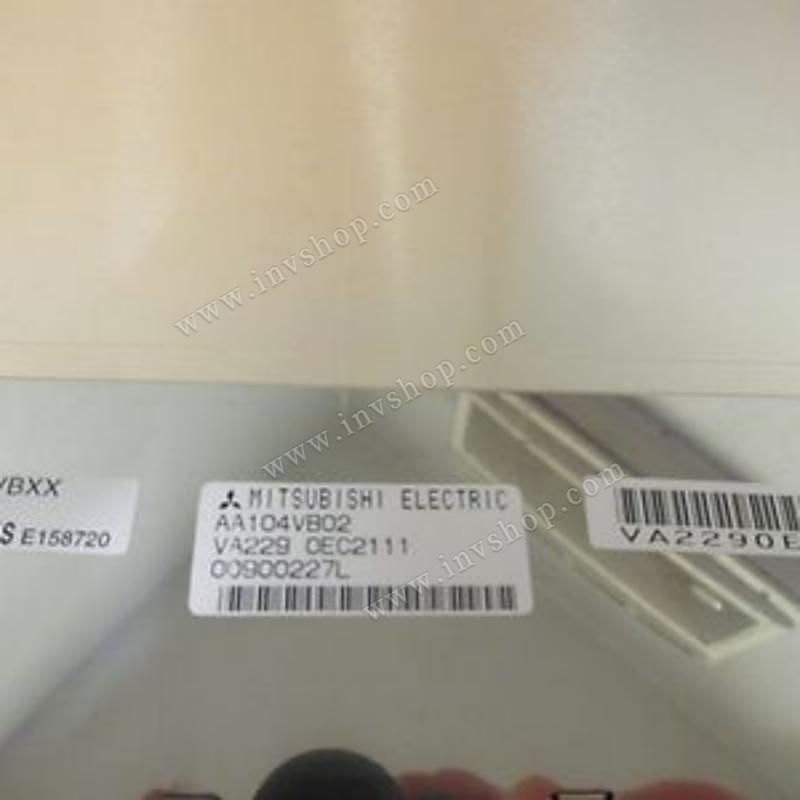 www.invshop.com
www.invshop.com
VBXX
S E158720
MITSUBISHI ELECTRIC
AA104VB02
VA229 0EC2111
00900227L
VA2290E
www.invshop.com